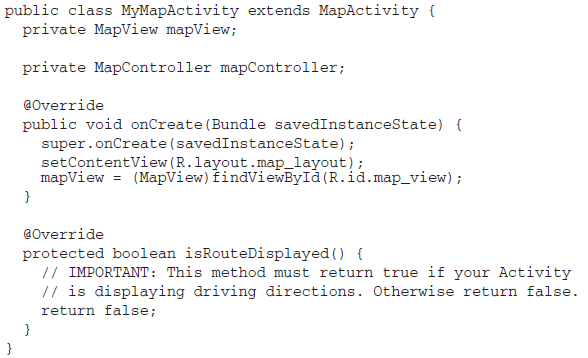 public class MyMapActivity extends MapActivity {
  private MapView mapView;

  private MapController mapController;

  @Override
  public void onCreate(Bundle savedInstanceState) {
    super.onCreate(savedInstanceState);
    setContentView(R.layout.map_layout);
    mapView = (MapView)findViewById(R.id.map_view);
  }

  @Override
  protected boolean isRouteDisplayed() {
    // IMPORTANT: This method must return true if your Activity
    // is displaying driving directions. Otherwise return false.
    return false;
  }
}